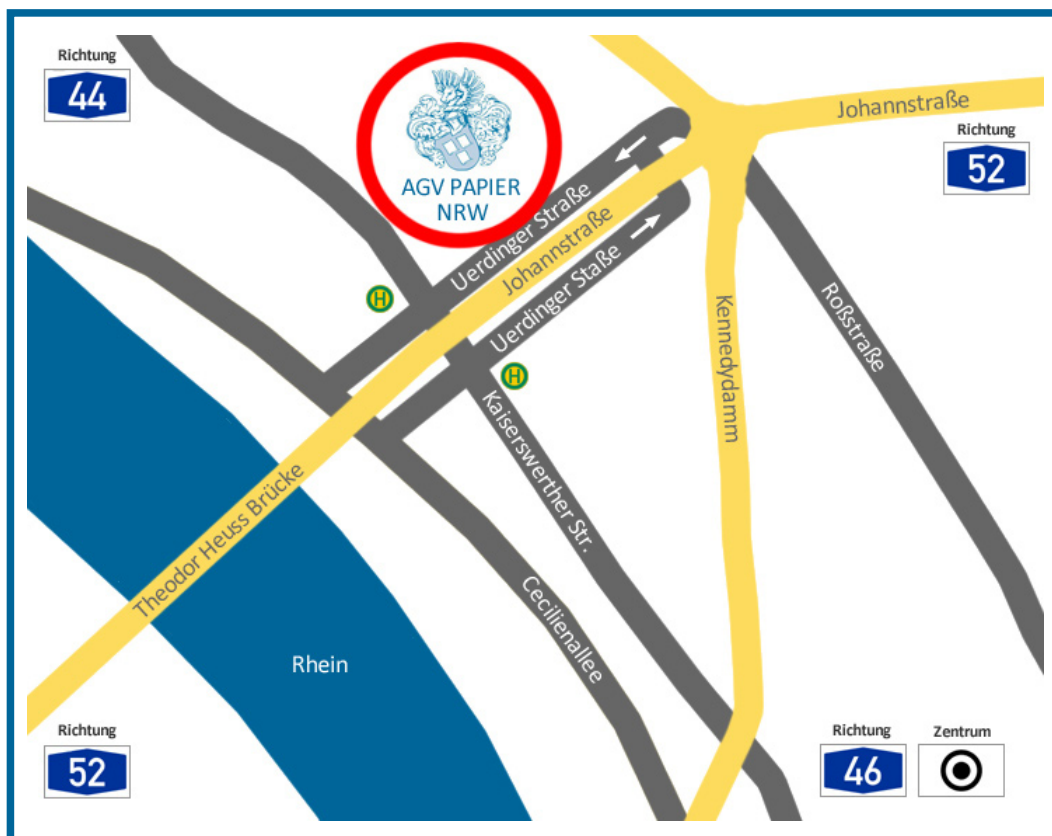 Richtung
44
AGV PAPIER
NRW
Johannstraße
Richtung
52
Uerdinger Straße
Johannstraße
Uerdinger Staße
H
H
Kennedydamm
Roßstraße
Kaiserswerther Str.
Theodor Heuss Brücke
Cecilienallee
Rhein
Richtung
52
Richtung
46
Zentrum